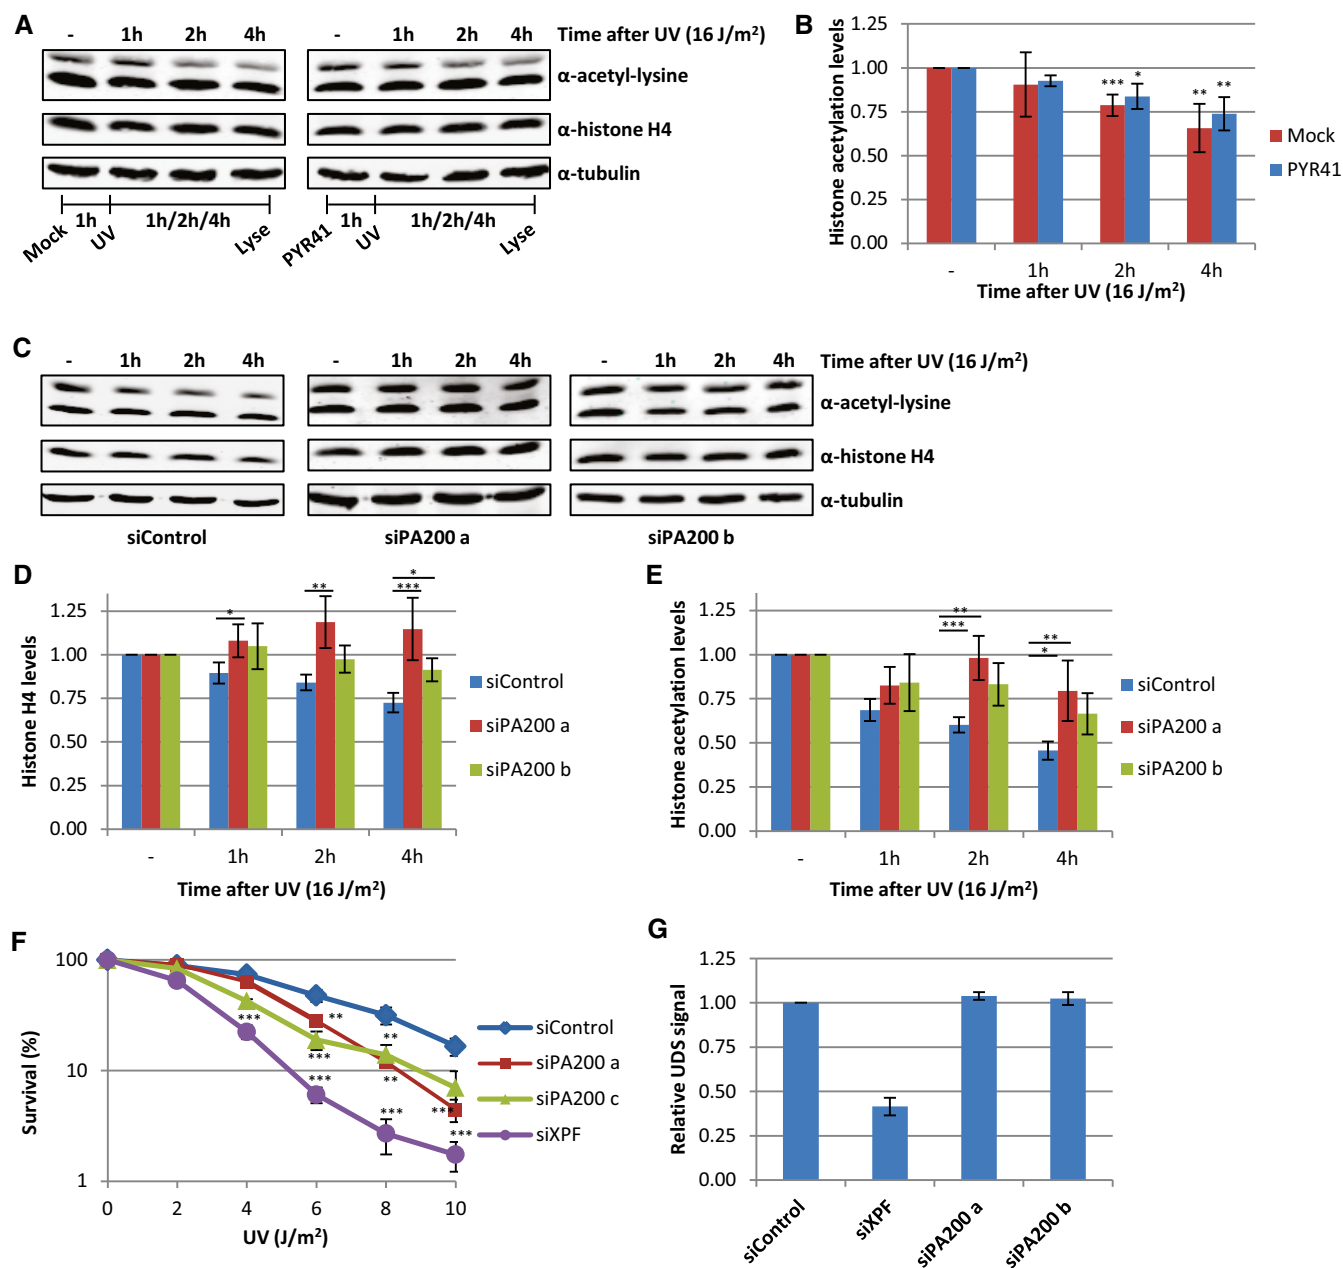 A
- 1h 2h 4h - 1h 2h 4h Time after UV (16 J/m²)
α-acetyl-lysine
α-histone H4
α-tubulin
Mock 1h UV 1h/2h/4h Lyse
PYR41 1h UV 1h/2h/4h Lyse
B
Histone acetylation levels
1.25
1.00
0.75
0.50
0.25
0.00
*** * ** **
- 1h 2h 4h
Time after UV (16 J/m²)
Mock
PYR41
C
- 1h 2h 4h - 1h 2h 4h - 1h 2h 4h Time after UV (16 J/m²)
α-acetyl-lysine
α-histone H4
α-tubulin
siControl siPA200 a siPA200 b
D
Histone H4 levels
1.25
1.00
0.75
0.50
0.25
0.00
* ** * ***
- 1h 2h 4h
Time after UV (16 J/m²)
siControl
siPA200 a
siPA200 b
E
Histone acetylation levels
1.25
1.00
0.75
0.50
0.25
0.00
** *** ** *
- 1h 2h 4h
Time after UV (16 J/m²)
siControl
siPA200 a
siPA200 b
F
Survival (%)
100
10
1
*** ** *** *** ** ** *** *** ***
0 2 4 6 8 10
UV (J/m²)
siControl
siPA200 a
siPA200 c
siXPF
G
Relative UDS signal
1.25
1.00
0.75
0.50
0.25
0.00
siControl siXPF siPA200 a siPA200 b